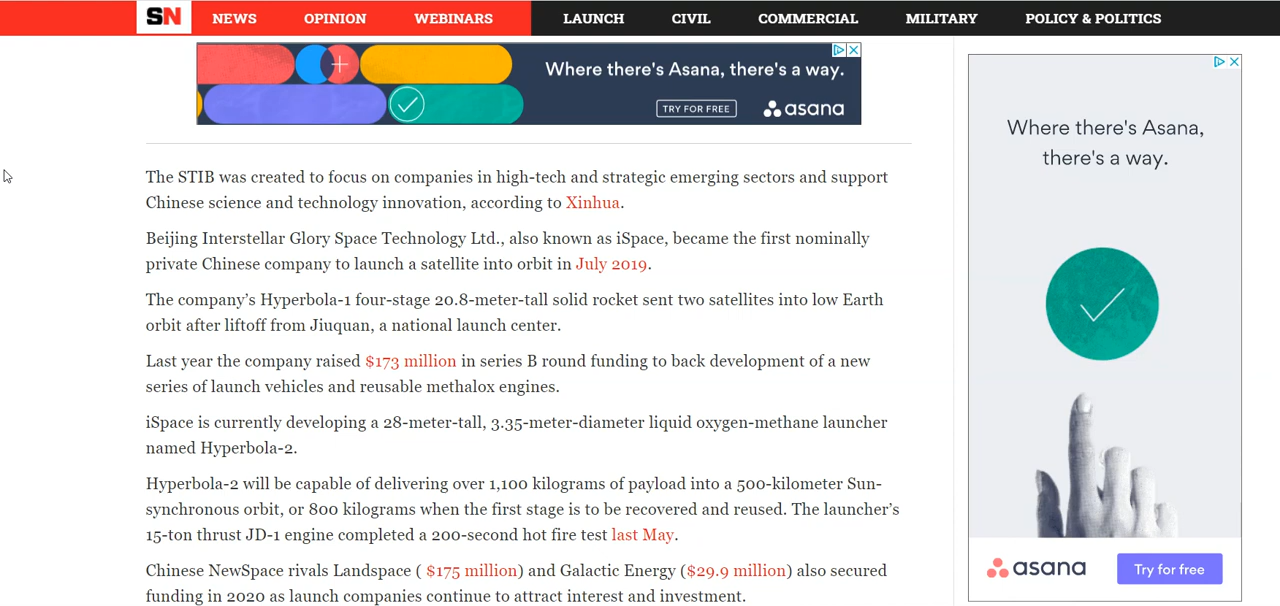 SN NEWS OPINION WEBINARS LAUNCH CIVIL COMMERCIAL MILITARY POLICY & POLITICS
Where there's Asana, there's a way.
TRY FOR FREE asana
The STIB was created to focus on companies in high-tech and strategic emerging sectors and support
Chinese science and technology innovation, according to Xinhua.
Beijing Interstellar Glory Space Technology Ltd., also known as iSpace, became the first nominally
private Chinese company to launch a satellite into orbit in July 2019.
The company's Hyperbola-1 four-stage 20.8-meter-tall solid rocket sent two satellites into low Earth
orbit after liftoff from Jiuquan, a national launch center.
Last year the company raised $173 million in series B round funding to back development of a new
series of launch vehicles and reusable methalox engines.
iSpace is currently developing a 28-meter-tall, 3.35-meter-diameter liquid oxygen-methane launcher
named Hyperbola-2.
Hyperbola-2 will be capable of delivering over 1,100 kilograms of payload into a 500-kilometer Sun-
synchronous orbit, or 800 kilograms when the first stage is to be recovered and reused. The launcher's
15-ton thrust JD-1 engine completed a 200-second hot fire test last May.
Chinese NewSpace rivals Landspace ( $175 million) and Galactic Energy ($29.9 million) also secured
funding in 2020 as launch companies continue to attract interest and investment.
Where there's Asana,
there's a way.
asana Try for free